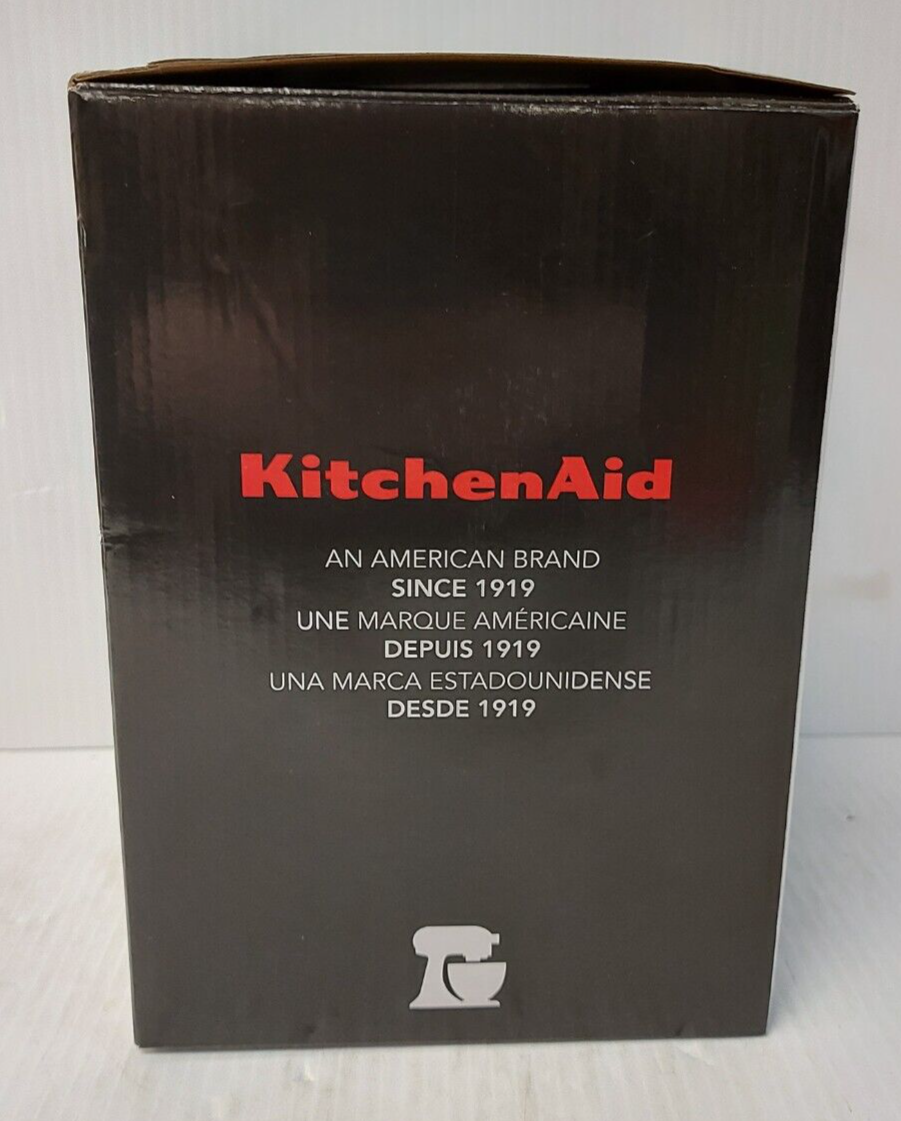 KitchenAid
AN AMERICAN BRAND
SINCE 1919
UNE MARQUE AMÉRICAINE
DEPUIS 1919
UNA MARCA ESTADOUNIDENSE
DESDE 1919